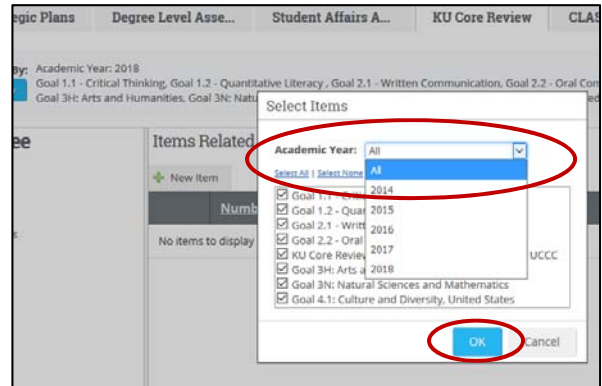 egic Plans Degree Level Asse... Student Affairs A... KU Core Review CLAS
By: Academic Year: 2018
Goal 1.1 - Critical Thinking, Goal 1.2 - Quantitative Literacy , Goal 2.1 - Written Communication, Goal 2.2 - Oral Com
Goal 3H: Arts and Humanities, Goal 3N: Natu
Select Items
ee
Items Related
Academic Year: All
New Item
Select All | Select None
All
2014
2015
2016
2017
2018
Numb
No items to display
Goal 1.1 - Criti
Goal 1.2 - Quan
Goal 2.1 - Writt
Goal 2.2 - Oral
KU Core Review UCCC
Goal 3H: Arts a
Goal 3N: Natural Sciences and Mathematics
Goal 4.1: Culture and Diversity, United States
OK Cancel